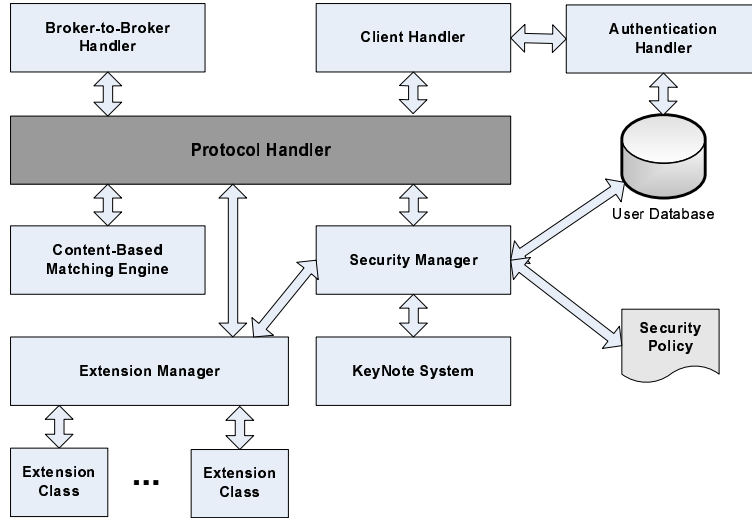 Broker-to-Broker
Handler
Client Handler
Authentication
Handler
Protocol Handler
User Database
Content-Based
Matching Engine
Security Manager
Security
Policy
Extension Manager
KeyNote System
Extension
Class
...
Extension
Class